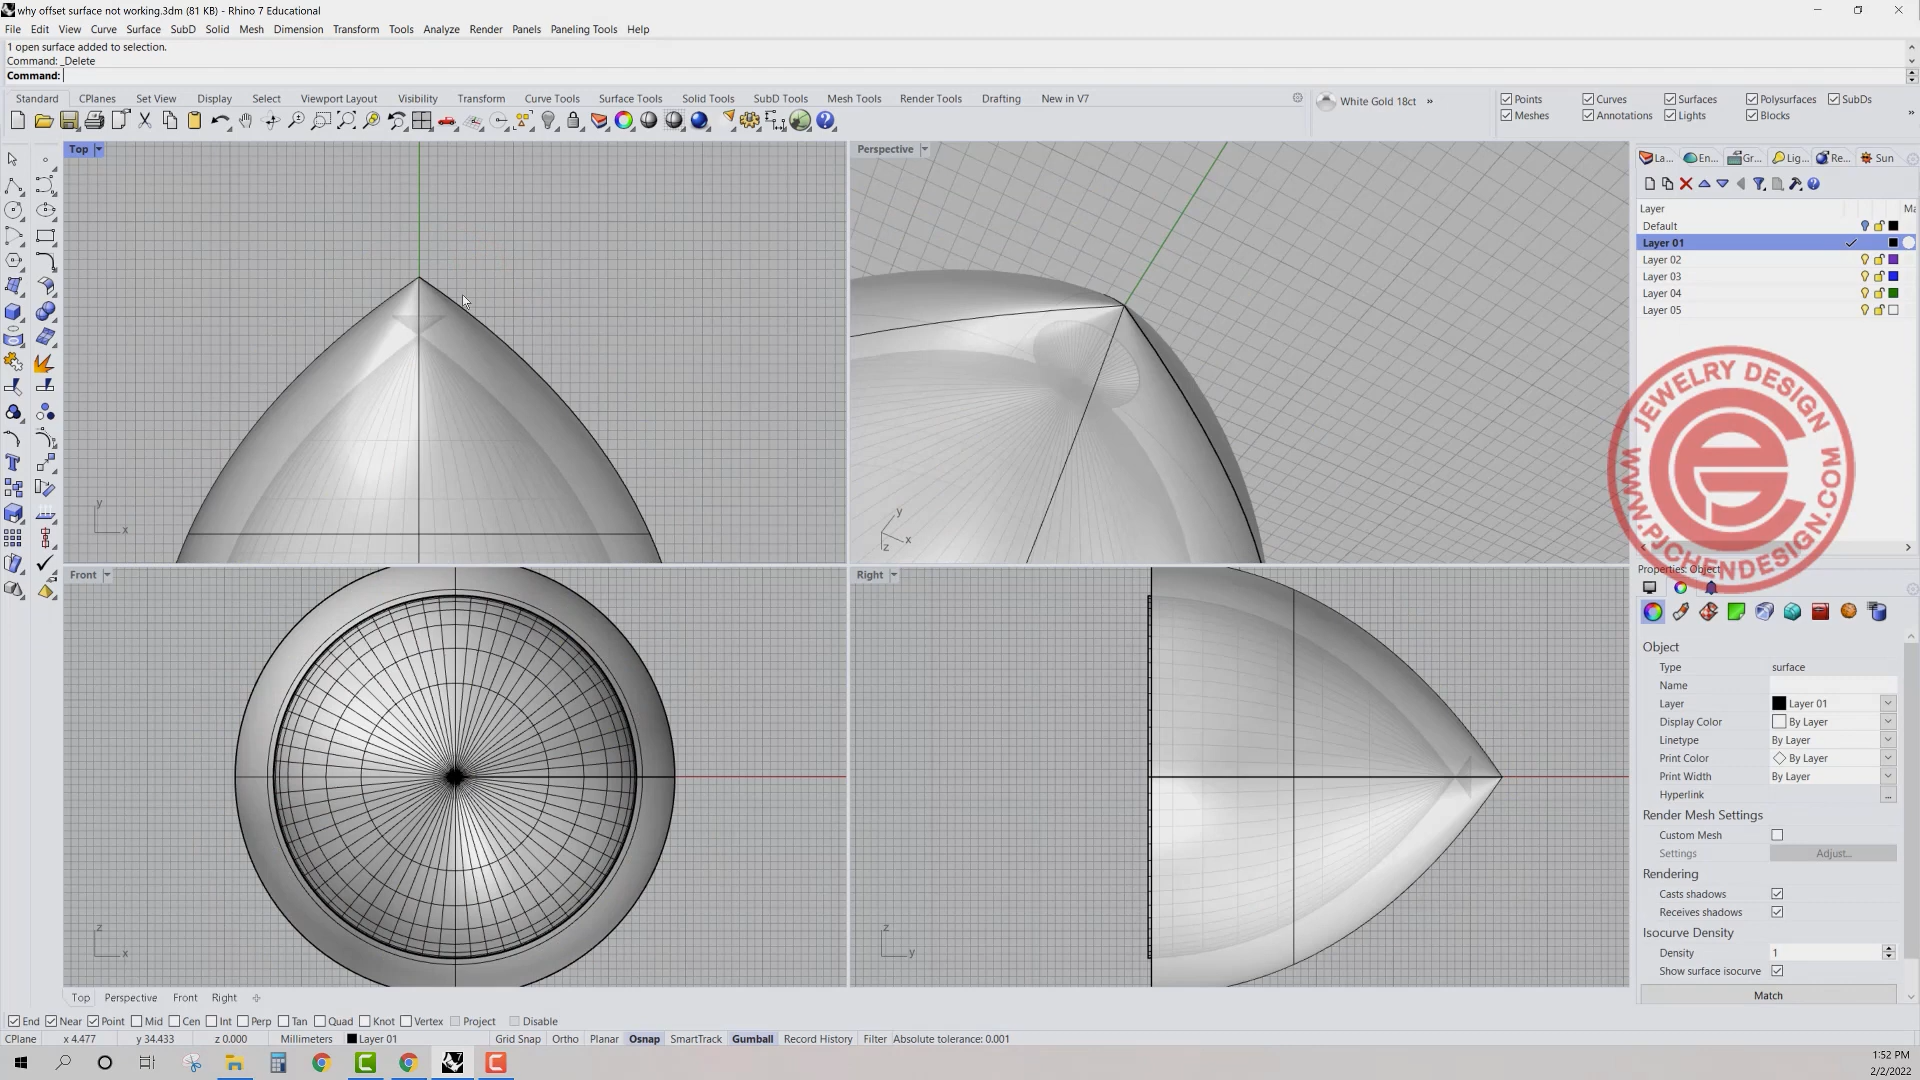 why offset surface not working.3dm (81 KB) - Rhino 7 Educational
File Edit View Curve Surface SubD Solid Mesh Dimension Transform Tools Analyze Render Panels Paneling Tools Help
1 open surface added to selection.
Command: _Delete
Command:
Standard CPlanes Set View Display Select Viewport Layout Visibility Transform Curve Tools Surface Tools Solid Tools SubD Tools Mesh Tools Render Tools Drafting New in V7
White Gold 18ct »
Points Curves Surfaces Polysurfaces SubDs
Meshes Annotations Lights Blocks
Top
Perspective
La... En... Gr... Lig... Re... Sun
Layer Ma
Default
Layer 01
Layer 02
Layer 03
Layer 04
Layer 05
JEWELRY DESIGN
WWW.PJCHENDESIGN.COM
y
x
y
x
z
Front
Right
z
x
z
y
Properties: Object
Object
Type surface
Name
Layer Layer 01
Display Color By Layer
Linetype By Layer
Print Color By Layer
Print Width By Layer
Hyperlink ...
Render Mesh Settings
Custom Mesh
Settings Adjust...
Rendering
Casts shadows
Receives shadows
Isocurve Density
Density 1
Show surface isocurve
Match
Top Perspective Front Right
End Near Point Mid Cen Int Perp Tan Quad Knot Vertex Project Disable
CPlane x 4.477 y 34.433 z 0.000 Millimeters Layer 01 Grid Snap Ortho Planar Osnap SmartTrack Gumball Record History Filter Absolute tolerance: 0.001
1:52 PM
2/2/2022